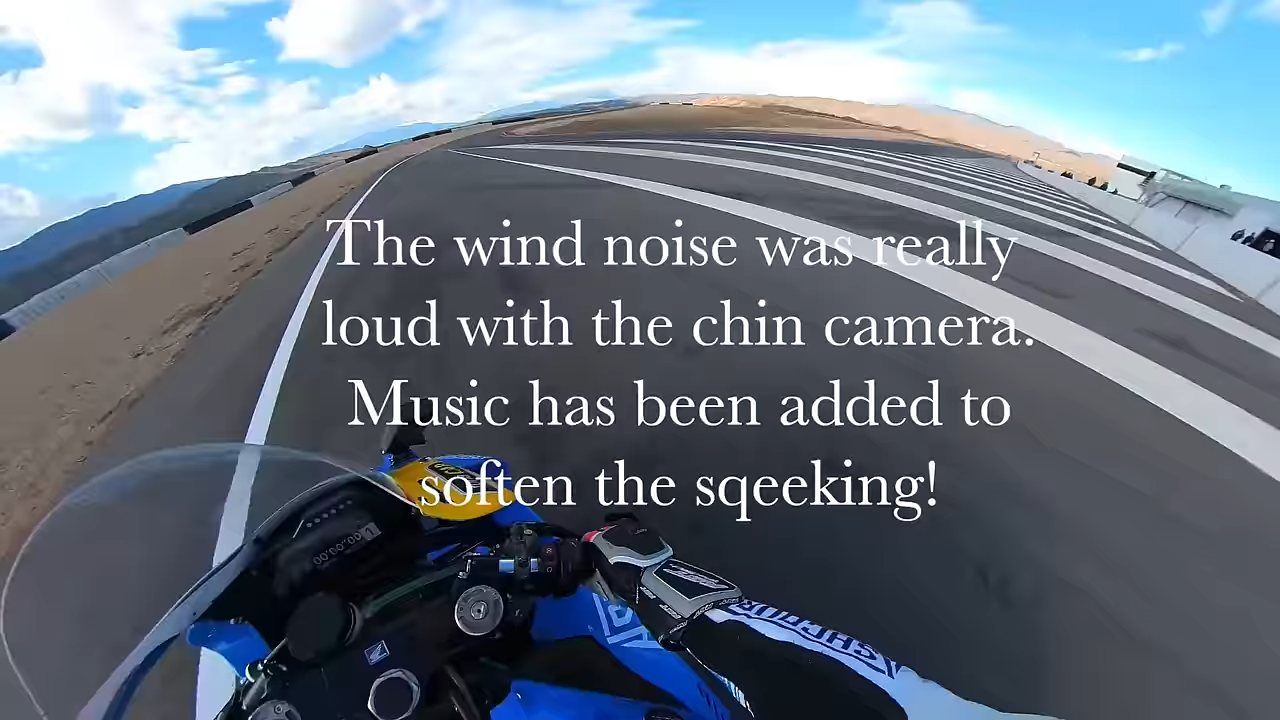 The wind noise was really
loud with the chin camera.
Music has been added to
soften the sqeeking!